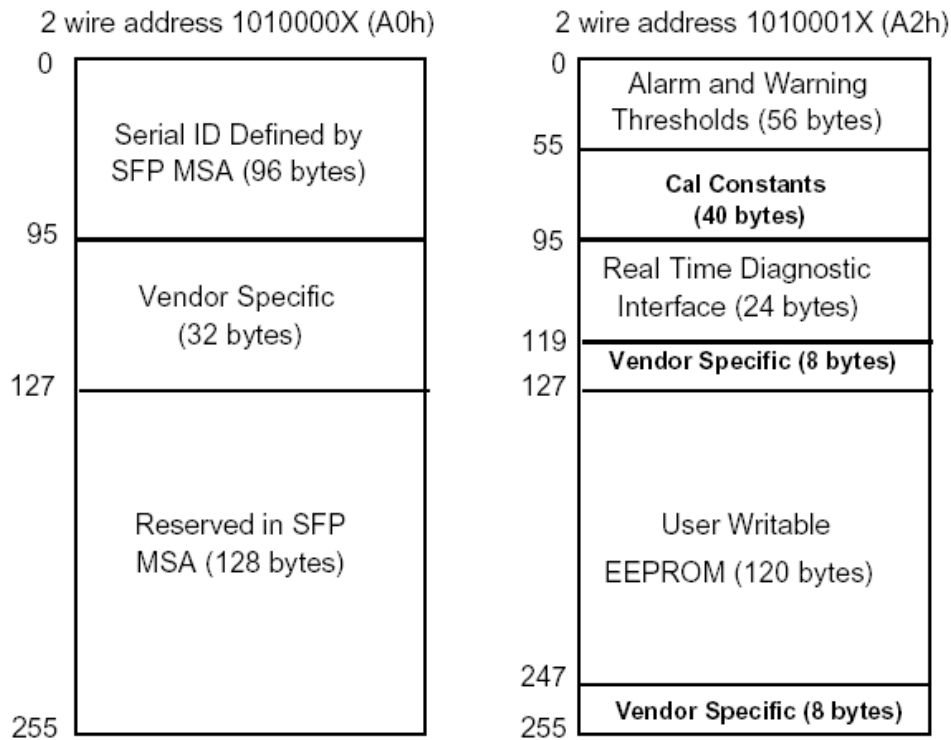 2 wire address 1010000X (A0h)
0
Serial ID Defined by
SFP MSA (96 bytes)
95
Vendor Specific
(32 bytes)
127
Reserved in SFP
MSA (128 bytes)
255
2 wire address 1010001X (A2h)
0
Alarm and Warning
Thresholds (56 bytes)
55
Cal Constants
(40 bytes)
95
Real Time Diagnostic
Interface (24 bytes)
119
Vendor Specific (8 bytes)
127
User Writable
EEPROM (120 bytes)
247
Vendor Specific (8 bytes)
255